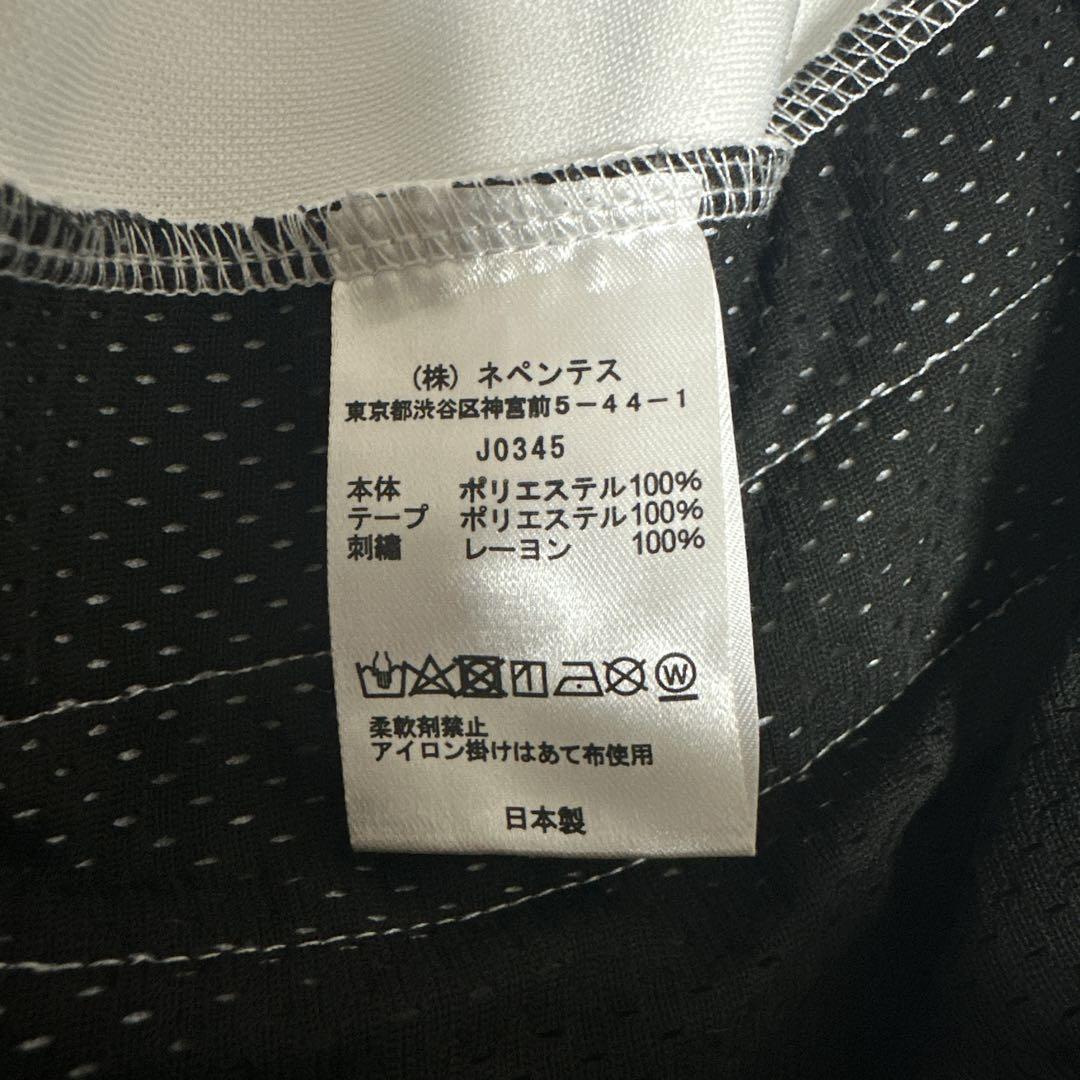 (株) ネペンテス
東京都渋谷区神宮前5-44-1
J0345
本体 ポリエステル100%
テープ ポリエステル100%
刺繍 レーヨン 100%
W
柔軟剤禁止
アイロン掛けはあて布使用
日本製